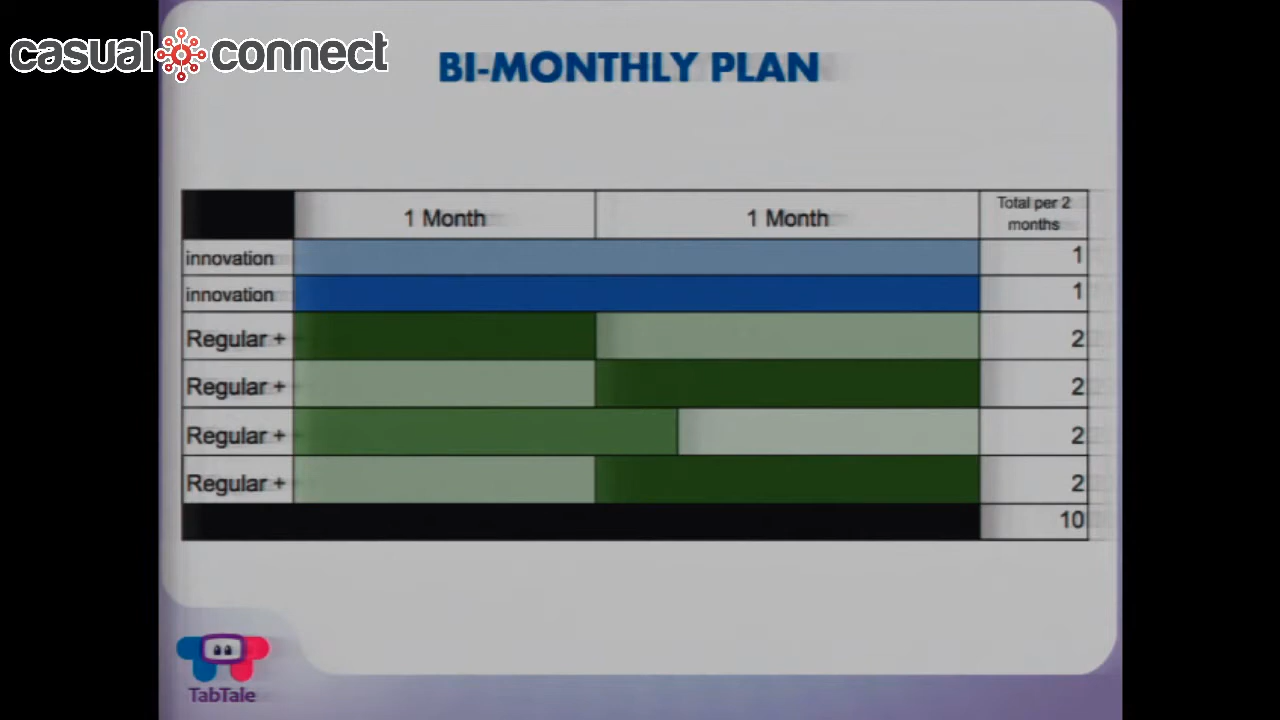 casual connect
BI-MONTHLY PLAN
1 Month 1 Month Total per 2
months
innovation 1
innovation 1
Regular + 2
Regular + 2
Regular + 2
Regular + 2
10
TabTale